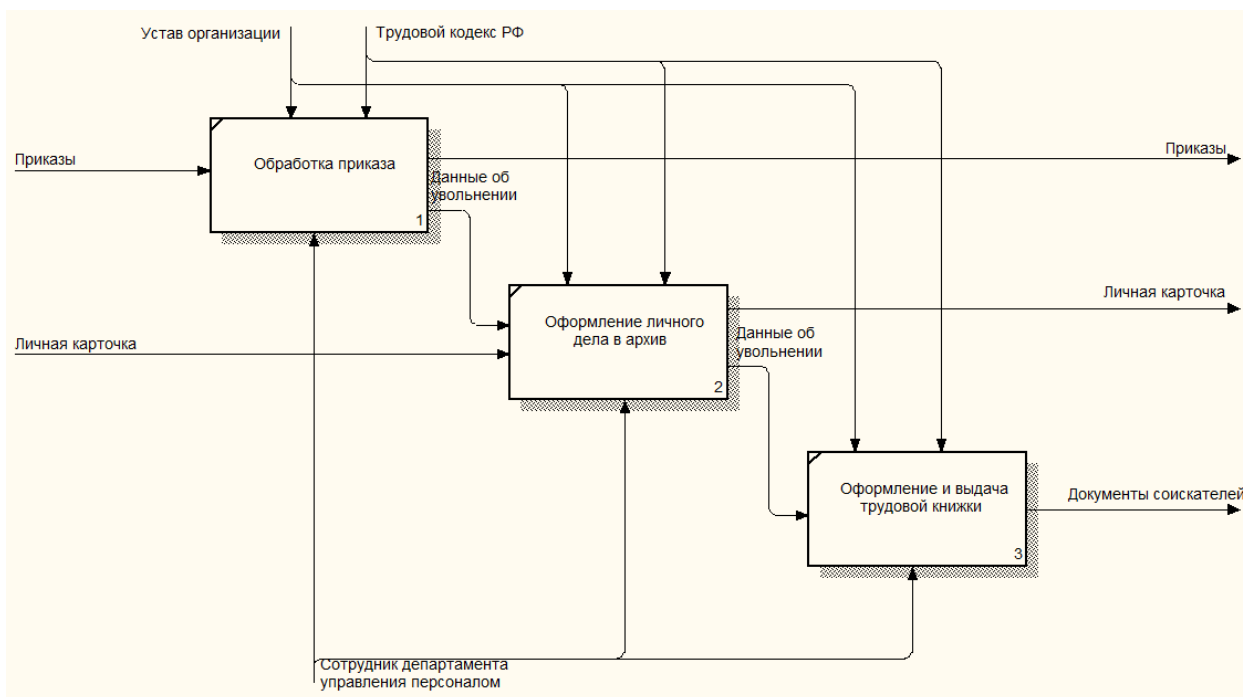 Устав организации
Трудовой кодекс РФ
Приказы
Обработка приказа
1
Приказы
Данные об
увольнении
Личная карточка
Оформление личного
дела в архив
2
Личная карточка
Данные об
увольнении
Оформление и выдача
трудовой книжки
3
Документы соискателей
Сотрудник департамента
управления персоналом